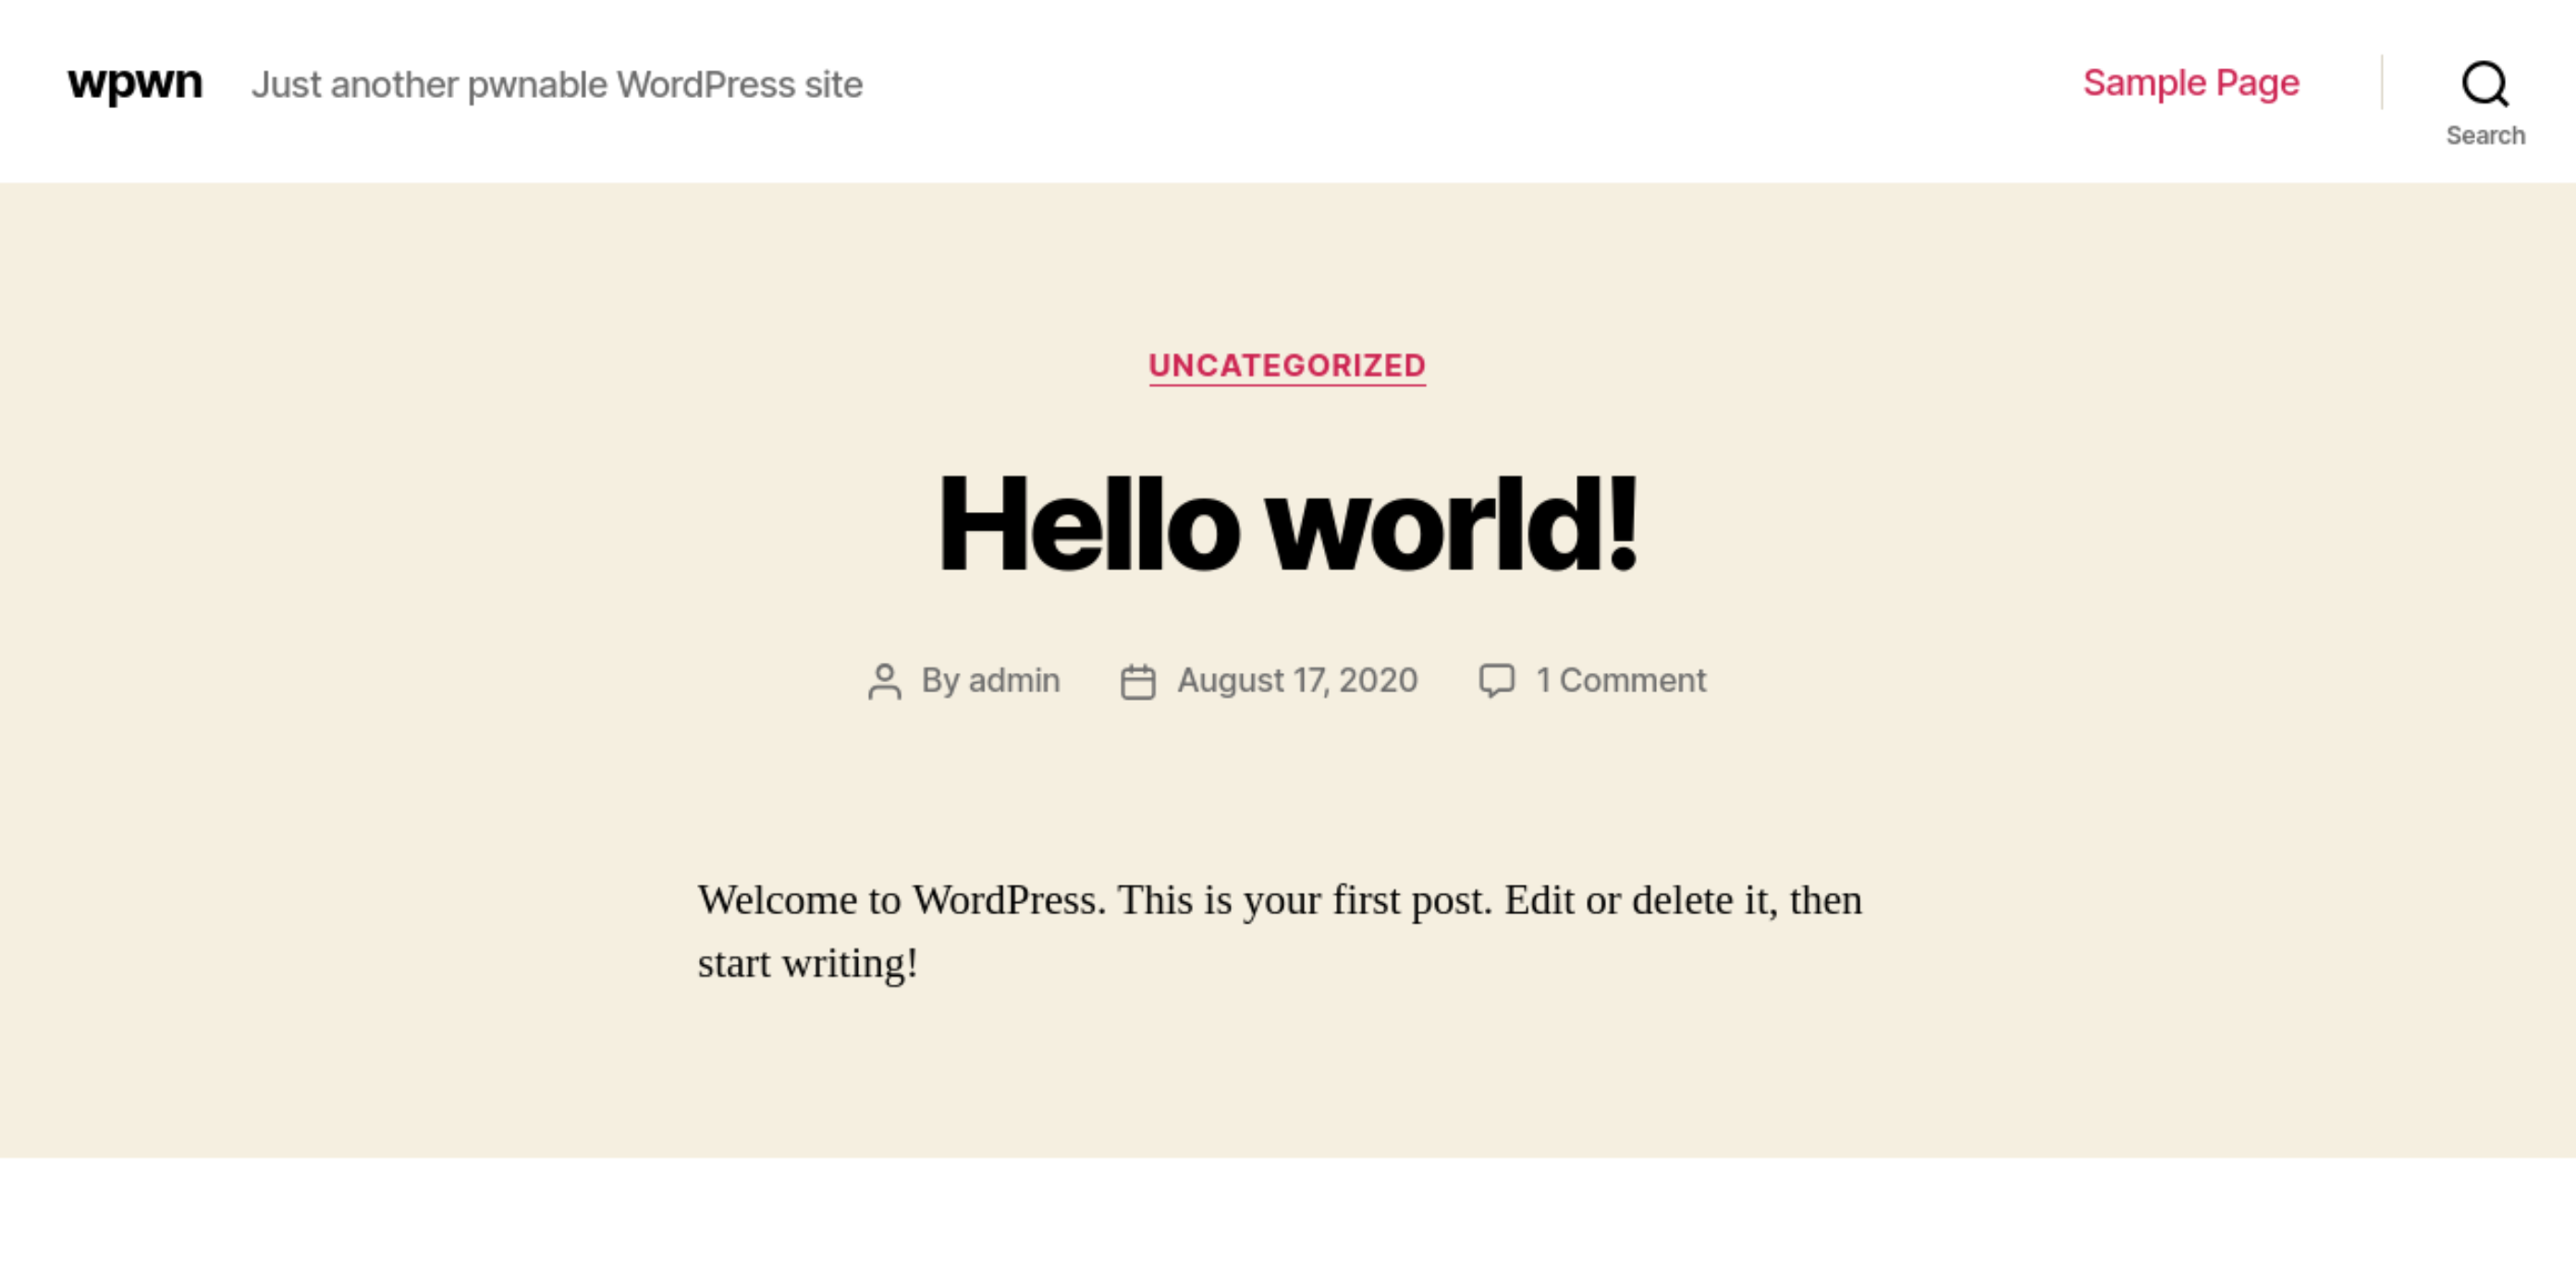 wpwn Just another pwnable WordPress site Sample Page
Search
UNCATEGORIZED
Hello world!
By admin August 17, 2020 1 Comment
Welcome to WordPress. This is your first post. Edit or delete it, then
start writing!